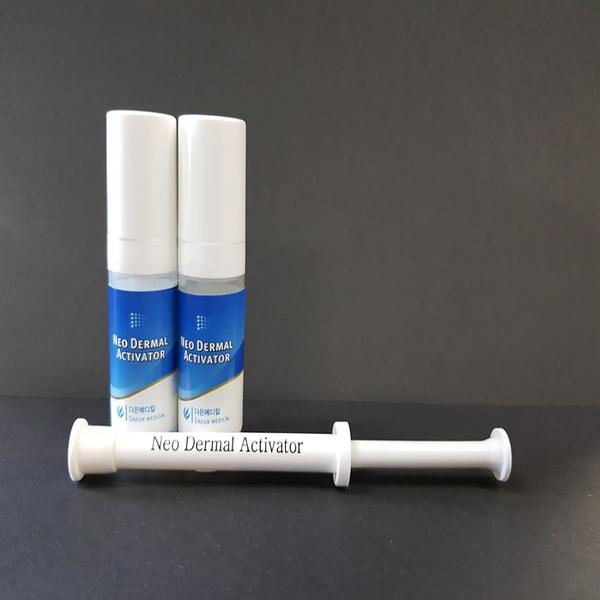 NEO DERMAL
ACTIVATOR
다은메디칼
DAEUN MEDICAL
NEO DERMAL
ACTIVATOR
다은메디칼
DAEUN MEDICAL
Neo Dermal Activator